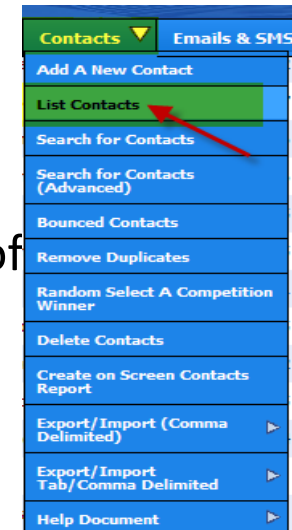 Contacts Emails & SMS
Add A New Contact
List Contacts
Search for Contacts
Search for Contacts
(Advanced)
Bounced Contacts
of
Remove Duplicates
Random Select A Competition
Winner
Delete Contacts
Create on Screen Contacts
Report
Export/Import (Comma
Delimited)
Export/Import
Tab/Comma Delimited
Help Document